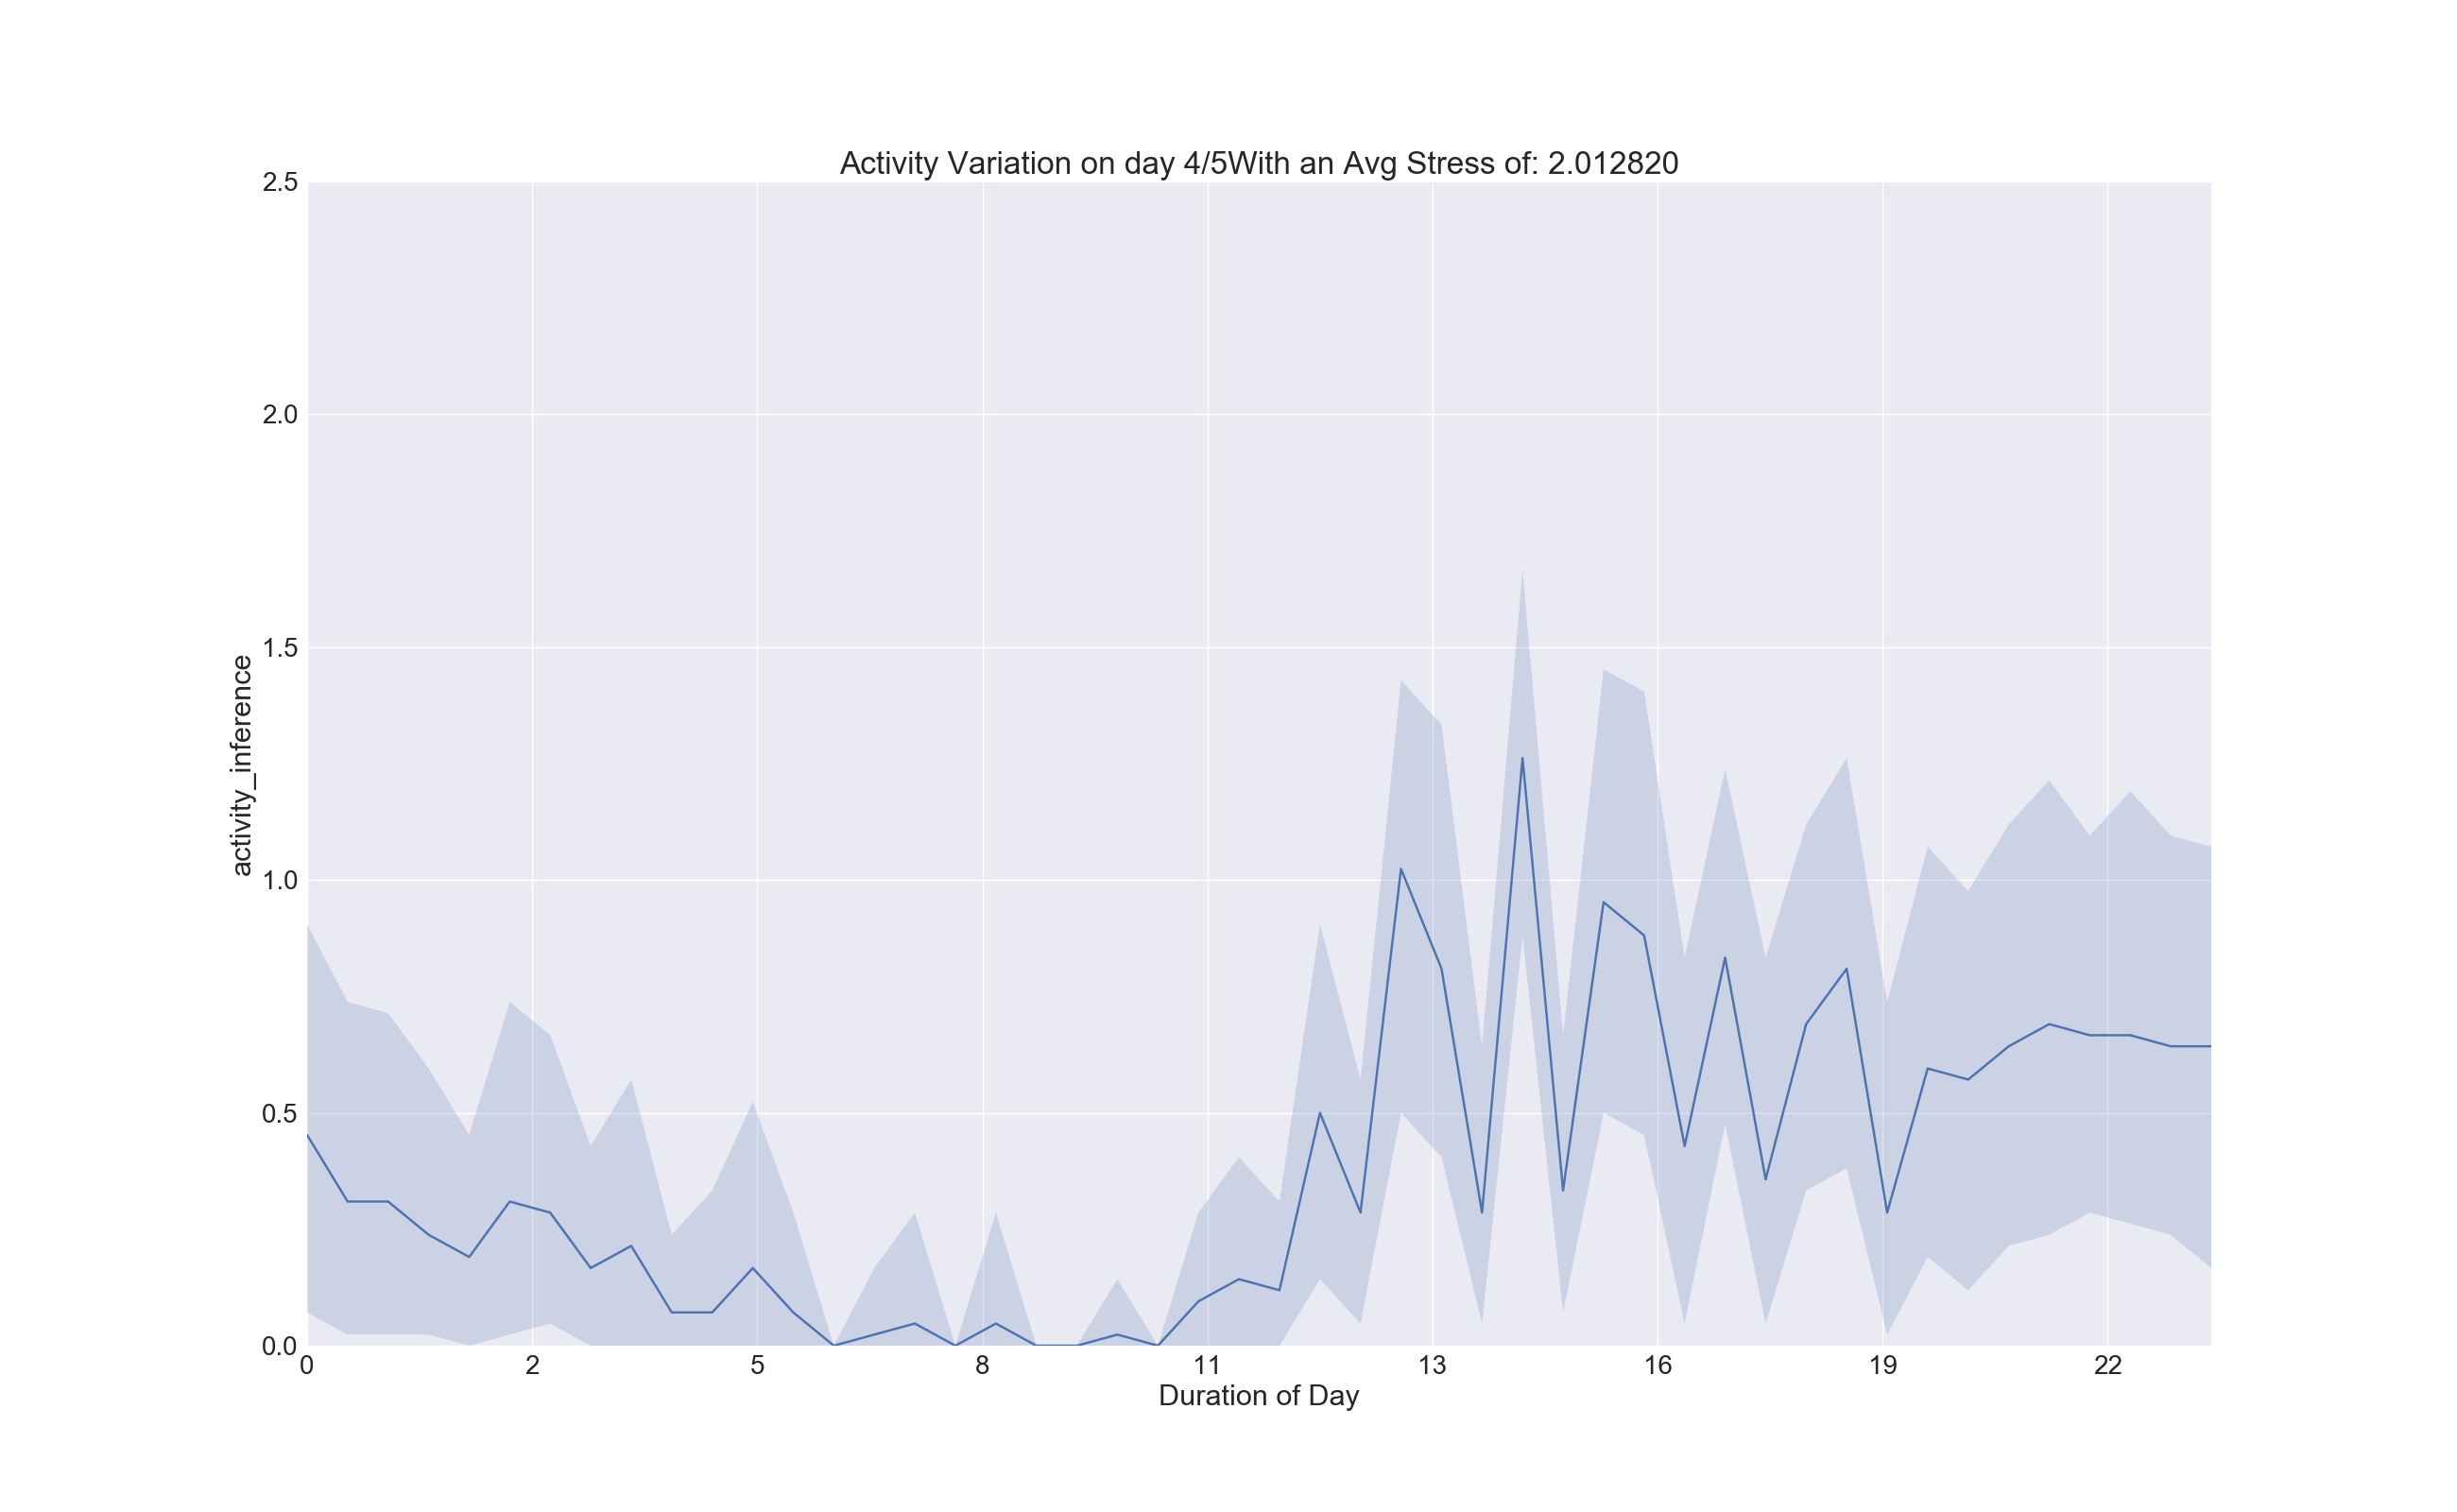 Activity Variation on day 4/5With an Avg Stress of: 2.012820
2.5
2.0
1.5
1.0
0.5
0.0
activity_inference
0 2 5 8 11 13 16 19 22
Duration of Day